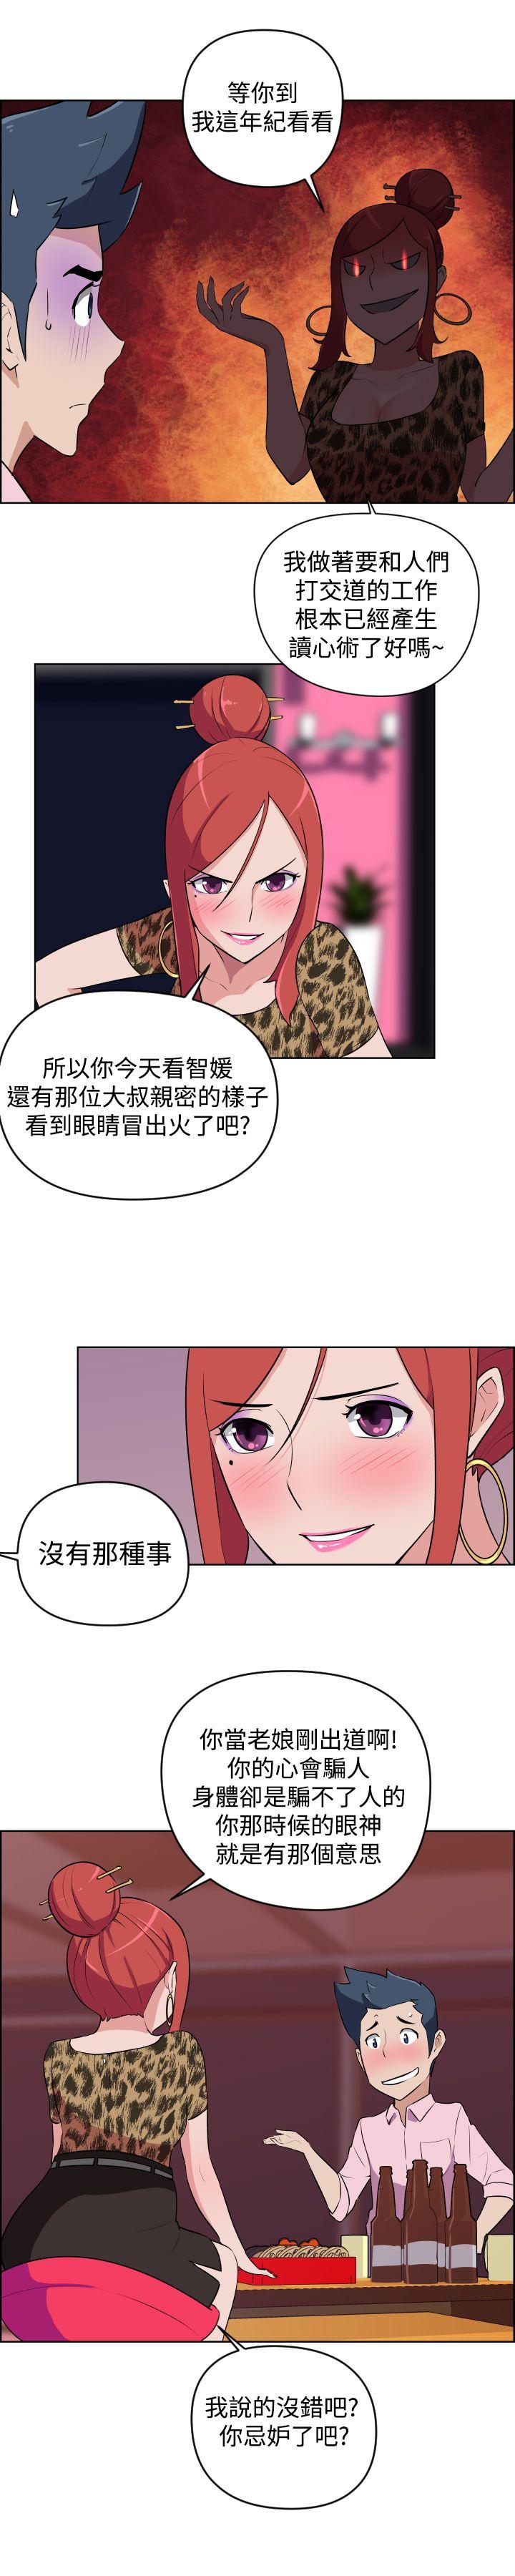 等你到
我這年紀看看
我做著要和人們
打交道的工作
根本已經產生
讀心術了好嗎~
所以你今天看智媛
還有那位大叔親密的樣子
看到眼睛冒出火了吧?
沒有那種事
你當老娘剛出道啊!
你的心會騙人
身體卻是騙不了人的
你那時候的眼神
就是有那個意思
我說的沒錯吧?
你忌妒了吧?